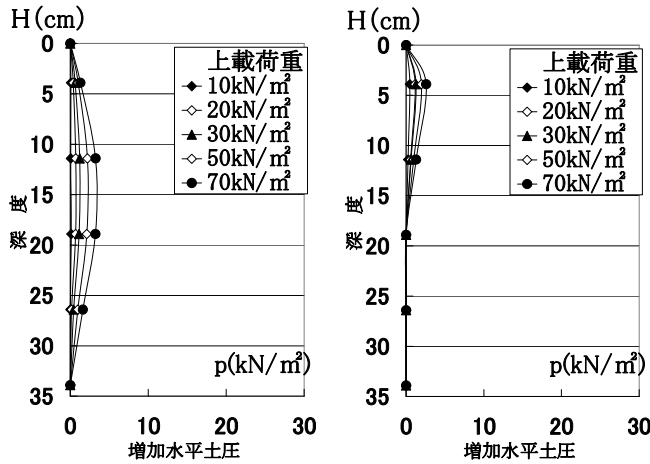 H(cm)
0
5
10
15
20
25
30
35
深度
上載荷重
10kN/㎡
20kN/㎡
30kN/㎡
50kN/㎡
70kN/㎡
p(kN/㎡)
0 10 20 30
増加水平土圧
H(cm)
0
5
10
15
20
25
30
35
深度
上載荷重
10kN/㎡
20kN/㎡
30kN/㎡
50kN/㎡
70kN/㎡
p(kN/㎡)
0 10 20 30
増加水平土圧